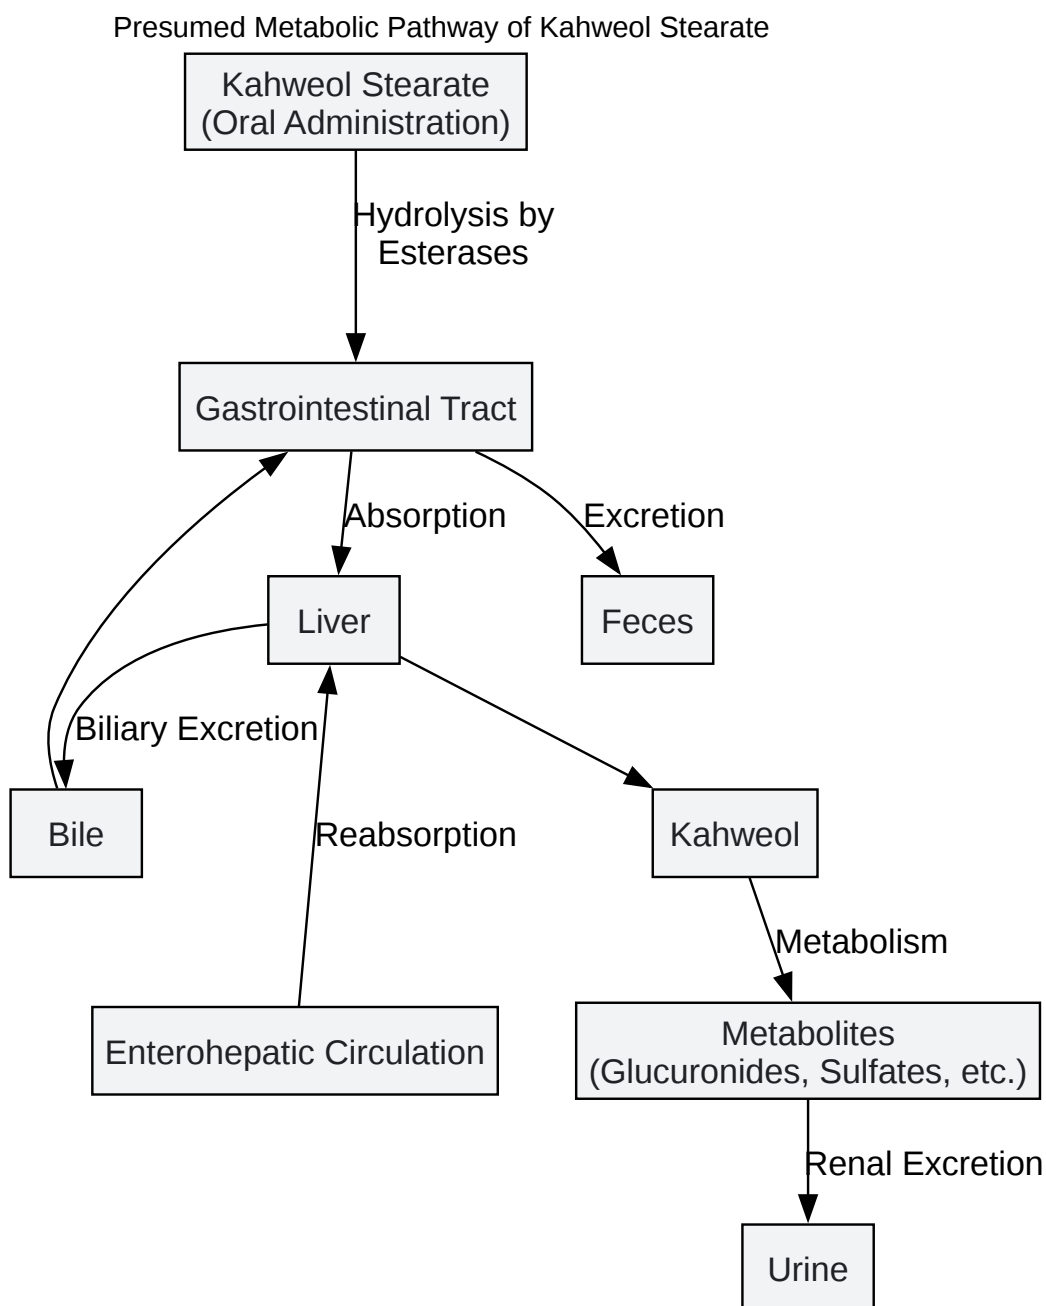 Presumed Metabolic Pathway of Kahweol Stearate
Kahweol Stearate
(Oral Administration)
Hydrolysis by
Esterases
Gastrointestinal Tract
Absorption
Excretion
Liver
Feces
Biliary Excretion
Bile
Reabsorption
Kahweol
Metabolism
Enterohepatic Circulation
Metabolites
(Glucuronides, Sulfates, etc.)
Renal Excretion
Urine